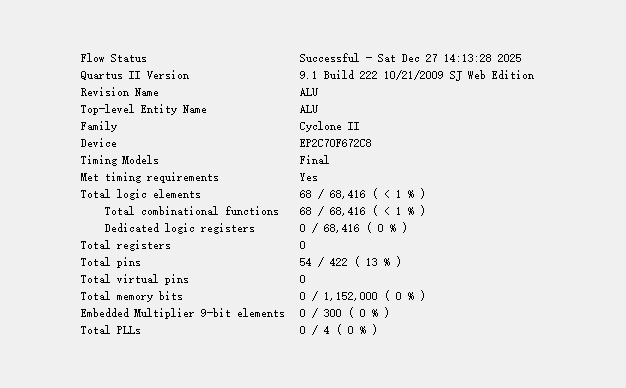 Flow Status Successful - Sat Dec 27 14:13:28 2025
Quartus II Version 9.1 Build 222 10/21/2009 SJ Web Edition
Revision Name ALU
Top-level Entity Name ALU
Family Cyclone II
Device EP2C70F672C8
Timing Models Final
Met timing requirements Yes
Total logic elements 68 / 68,416 ( < 1 % )
Total combinational functions 68 / 68,416 ( < 1 % )
Dedicated logic registers 0 / 68,416 ( 0 % )
Total registers 0
Total pins 54 / 422 ( 13 % )
Total virtual pins 0
Total memory bits 0 / 1,152,000 ( 0 % )
Embedded Multiplier 9-bit elements 0 / 300 ( 0 % )
Total PLLs 0 / 4 ( 0 % )